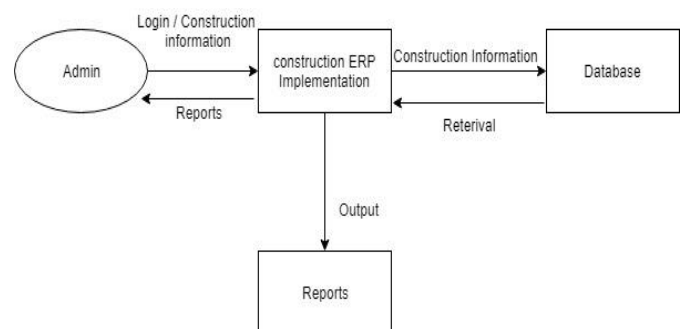 Login / Construction
information
Admin
construction ERP
Implementation
Construction Information
Database
Reports
Reterival
Output
Reports